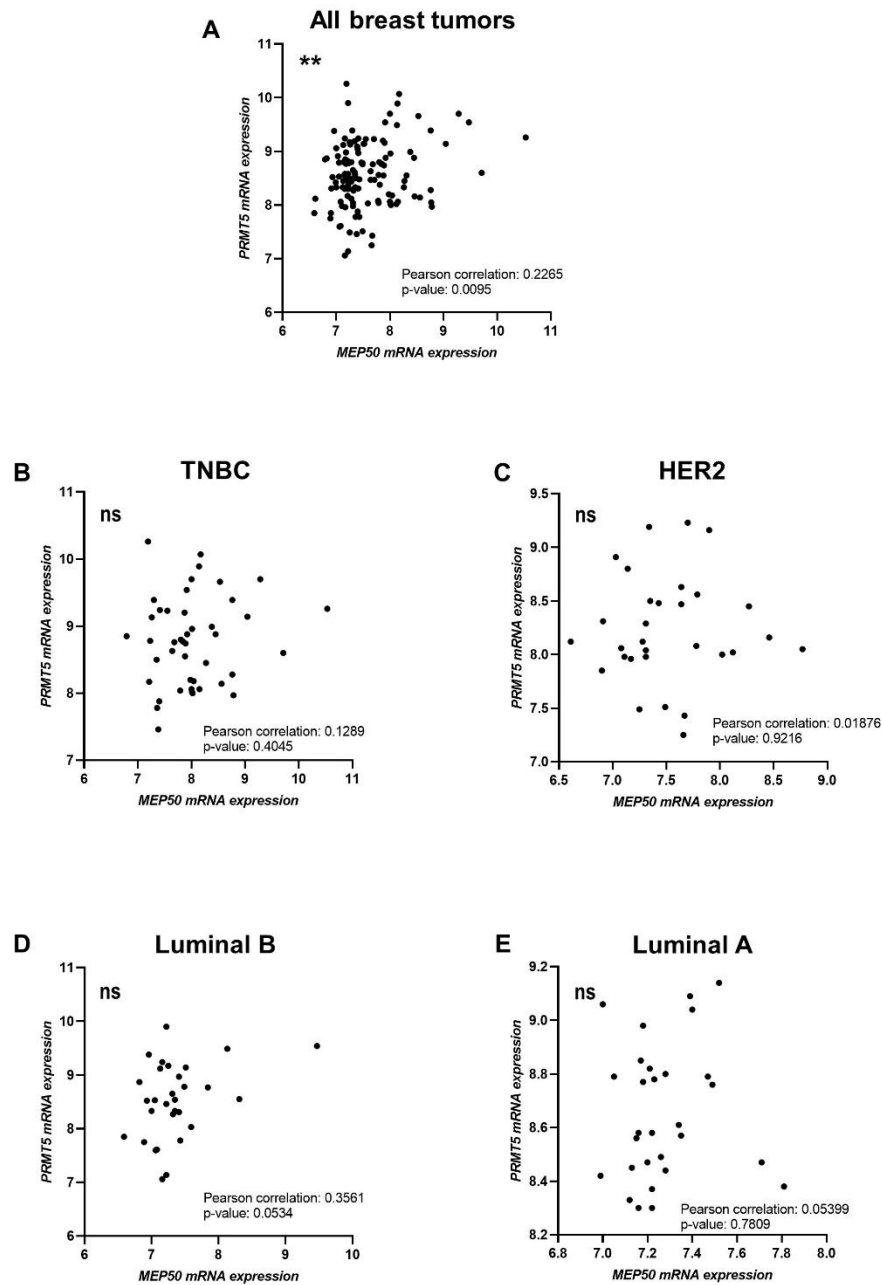 A
All breast tumors
**
11
10
9
8
7
6
PRMT5 mRNA expression
Pearson correlation: 0.2265
p-value: 0.0095
6 7 8 9 10 11
MEP50 mRNA expression
B
TNBC
ns
11
10
9
8
7
PRMT5 mRNA expression
Pearson correlation: 0.1289
p-value: 0.4045
6 7 8 9 10 11
MEP50 mRNA expression
C
HER2
ns
9.5
9.0
8.5
8.0
7.5
7.0
PRMT5 mRNA expression
Pearson correlation: 0.01876
p-value: 0.9216
6.5 7.0 7.5 8.0 8.5 9.0
MEP50 mRNA expression
D
Luminal B
ns
11
10
9
8
7
6
PRMT5 mRNA expression
Pearson correlation: 0.3561
p-value: 0.0534
6 7 8 9 10
MEP50 mRNA expression
E
Luminal A
ns
9.2
9.0
8.8
8.6
8.4
8.2
PRMT5 mRNA expression
Pearson correlation: 0.05399
p-value: 0.7809
6.8 7.0 7.2 7.4 7.6 7.8 8.0
MEP50 mRNA expression